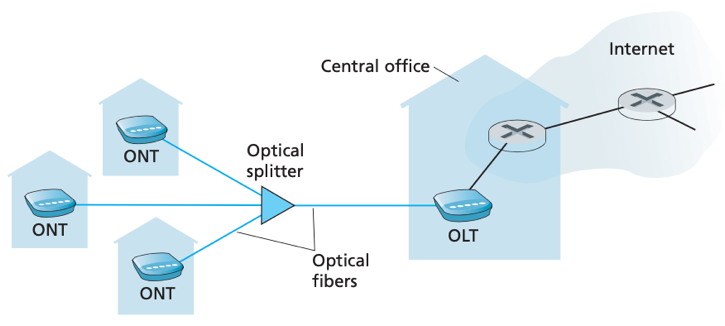 Internet
Central office
ONT
Optical
splitter
ONT
OLT
Optical
fibers
ONT